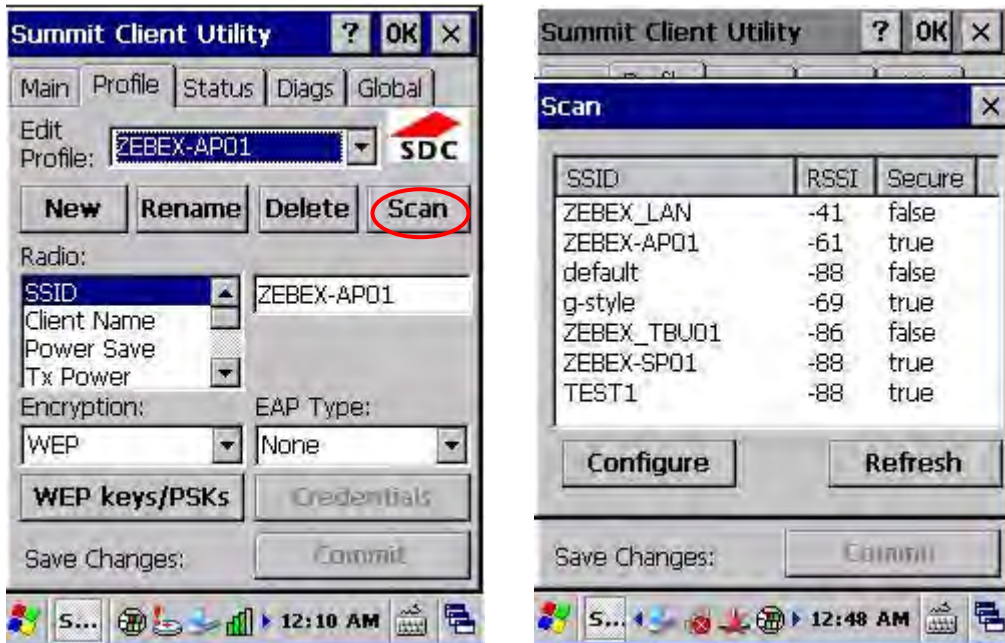 Summit Client Utility ? OK ×
Main Profile Status Diags Global
Edit Profile: ZEBEX-AP01
SDC
New Rename Delete Scan
Radio:
SSID
Client Name
Power Save
Tx Power
ZEBEX-AP01
Encryption: EAP Type:
WEP None
WEP keys/PSKs Credentials
Save Changes: Commit
S... 12:10 AM
Summit Client Utility ? OK ×
Scan ×
SSID RSSI Secure
ZEBEX_LAN -41 false
ZEBEX-AP01 -61 true
default -88 false
g-style -69 true
ZEBEX_TBU01 -86 false
ZEBEX-SP01 -88 true
TEST1 -88 true
Configure Refresh
Save Changes: Commit
S... 12:48 AM